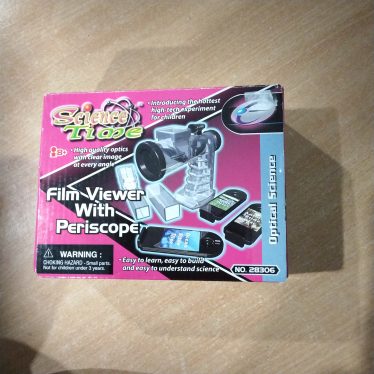 Science
Time
• Introducing the hottest
high-tech experiment
for children
8+
• High quality optics
with clear image
at every angle
Film Viewer
With
Periscope
Optical Science
WARNING :
CHOKING HAZARD - Small parts.
Not for children under 3 years.
• Easy to learn, easy to build
and easy to understand science
NO. 28306